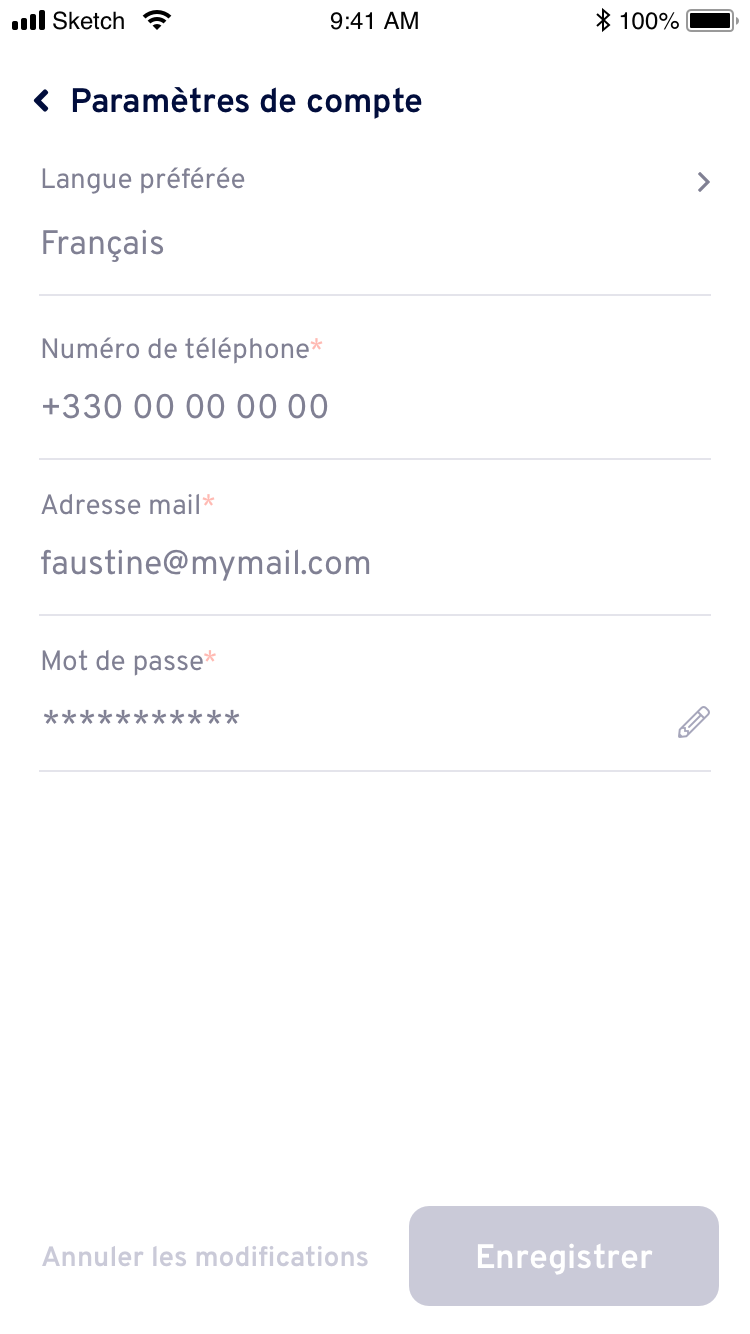 Sketch 9:41 AM 100%
Paramètres de compte
Langue préférée
Français
Numéro de téléphone*
+330 00 00 00 00
Adresse mail*
faustine@mymail.com
Mot de passe*
***********
Annuler les modifications Enregistrer